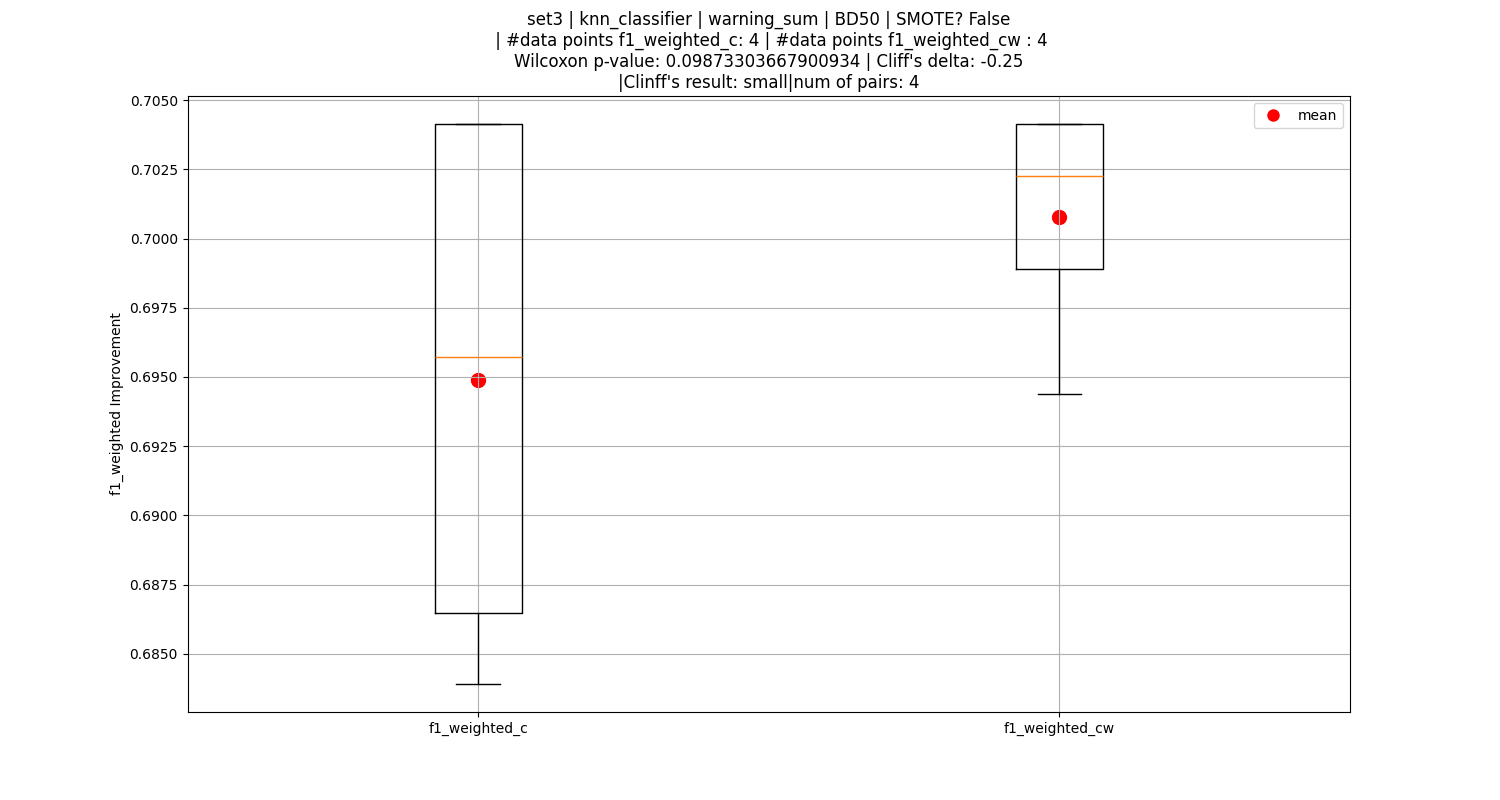 set3 | knn_classifier | warning_sum | BD50 | SMOTE? False
| #data points f1_weighted_c: 4 | #data points f1_weighted_cw : 4
Wilcoxon p-value: 0.09873303667900934 | Cliff's delta: -0.25
|Clinff's result: small|num of pairs: 4
mean
f1_weighted Improvement
0.7050
0.7025
0.7000
0.6975
0.6950
0.6925
0.6900
0.6875
0.6850
f1_weighted_c
f1_weighted_cw